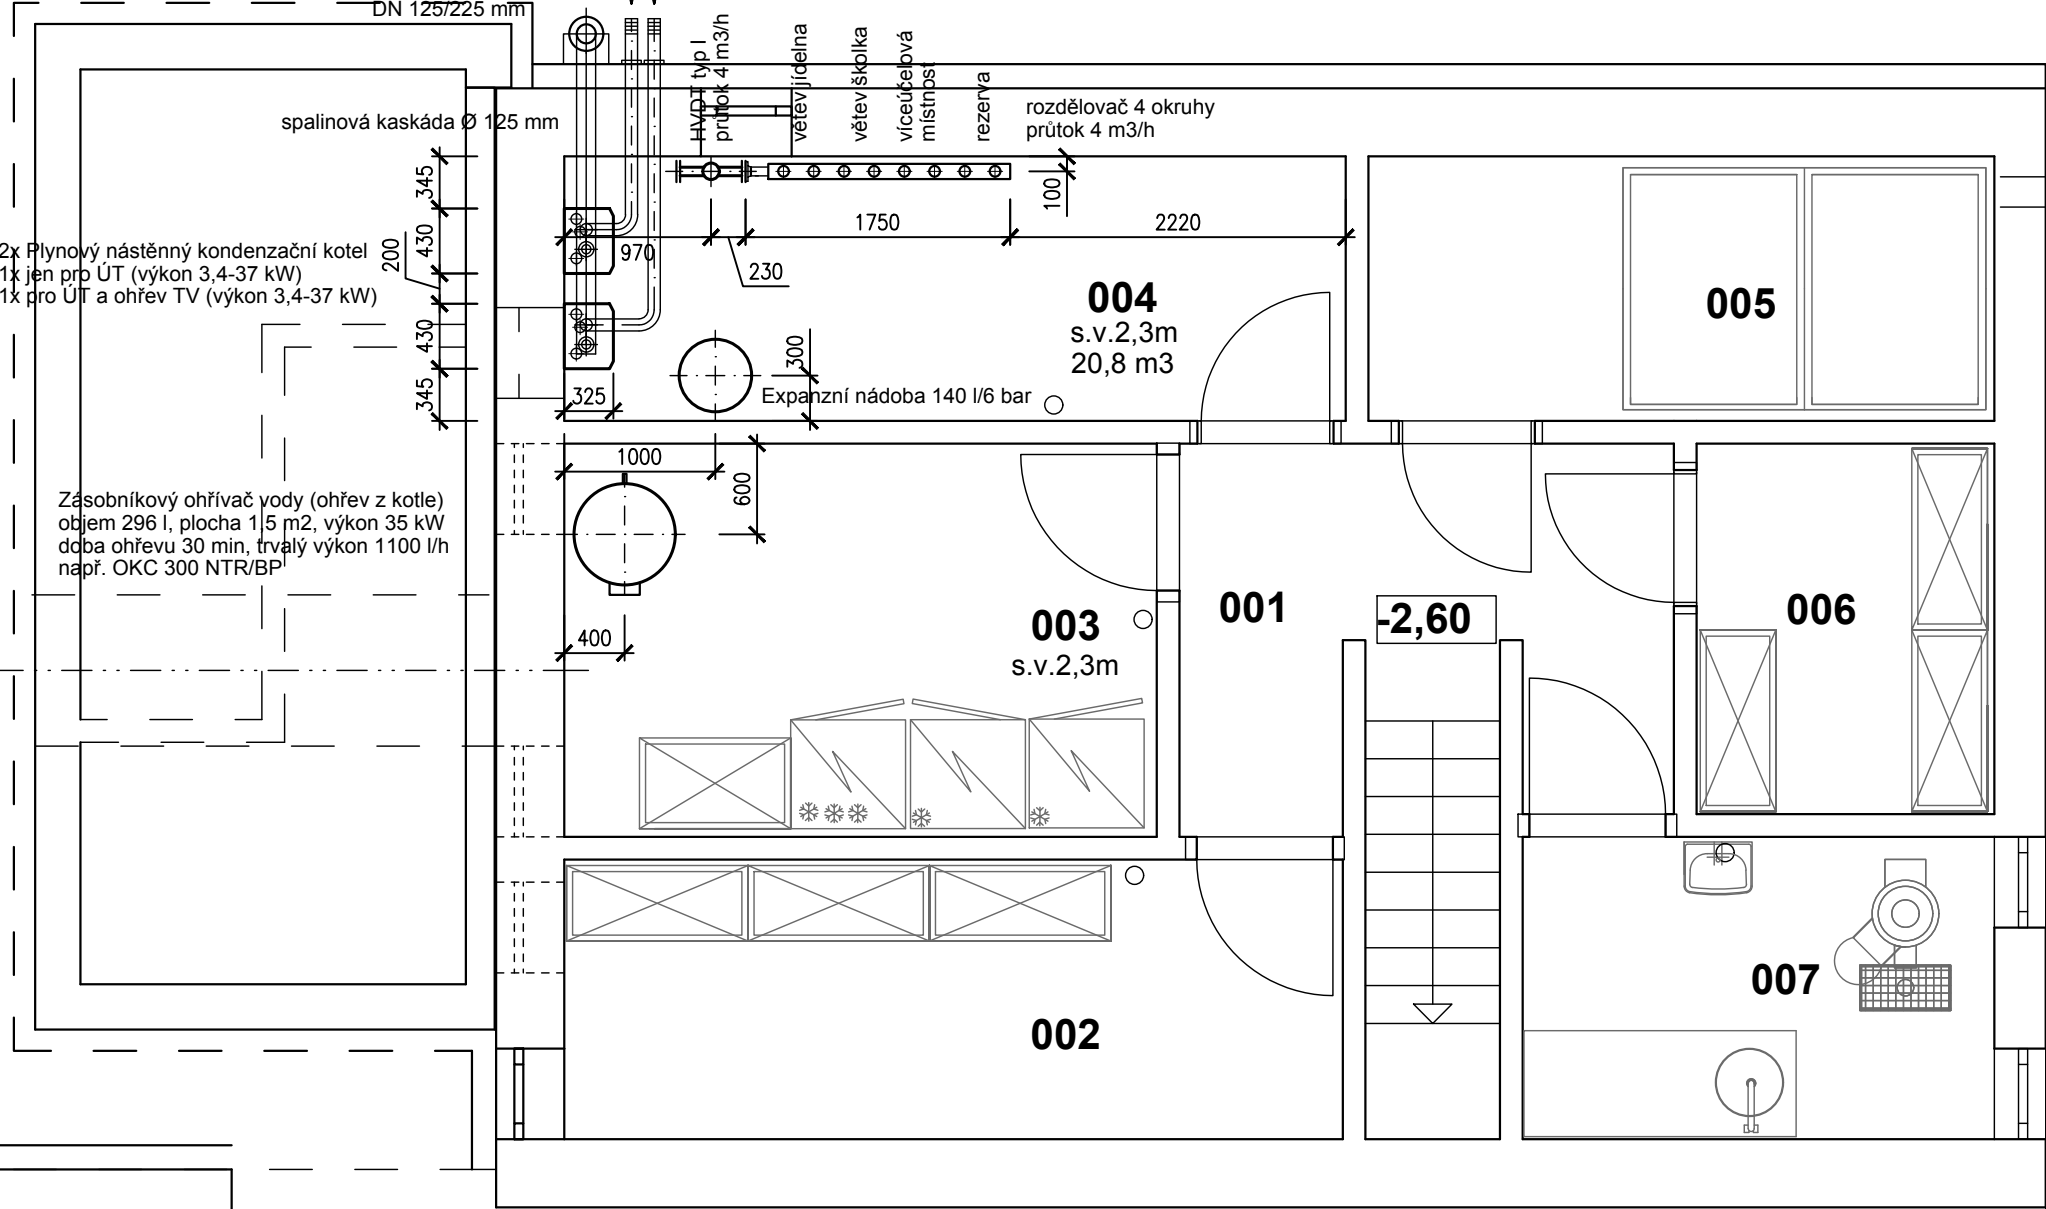 DN 125/225 mm
HVDT typ I
průtok 4 m3/h
větev jídelna
větev školka
víceúčelová
místnost
rezerva
rozdělovač 4 okruhy
průtok 4 m3/h
spalinová kaskáda Ø 125 mm
345
430
200
430
345
100
970
230
1750
2220
2x Plynový nástěnný kondenzační kotel
1x jen pro ÚT (výkon 3,4-37 kW)
1x pro ÚT a ohřev TV (výkon 3,4-37 kW)
004
s.v.2,3m
20,8 m3
005
300
325
Expanzní nádoba 140 l/6 bar
1000
600
Zásobníkový ohřívač vody (ohřev z kotle)
objem 296 l, plocha 1,5 m2, výkon 35 kW
doba ohřevu 30 min, trvalý výkon 1100 l/h
např. OKC 300 NTR/BP
400
003
s.v.2,3m
001
-2,60
006
002
007